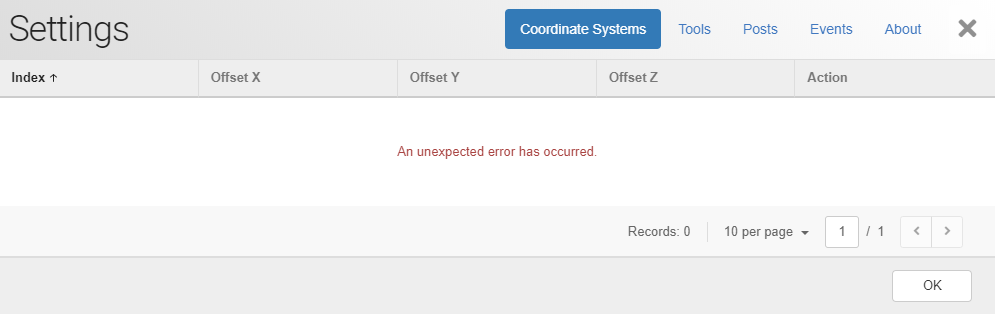 Settings
Coordinate Systems Tools Posts Events About
Index ↑ Offset X Offset Y Offset Z Action
An unexpected error has occurred.
Records: 0 10 per page 1 / 1
OK